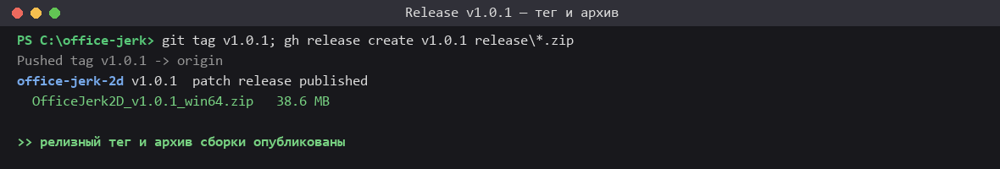 Release v1.0.1 — тег и архив
PS C:\office-jerk> git tag v1.0.1; gh release create v1.0.1 release\*.zip
Pushed tag v1.0.1 -> origin
office-jerk-2d v1.0.1  patch release published
OfficeJerk2D_v1.0.1_win64.zip   38.6 MB
>> релизный тег и архив сборки опубликованы